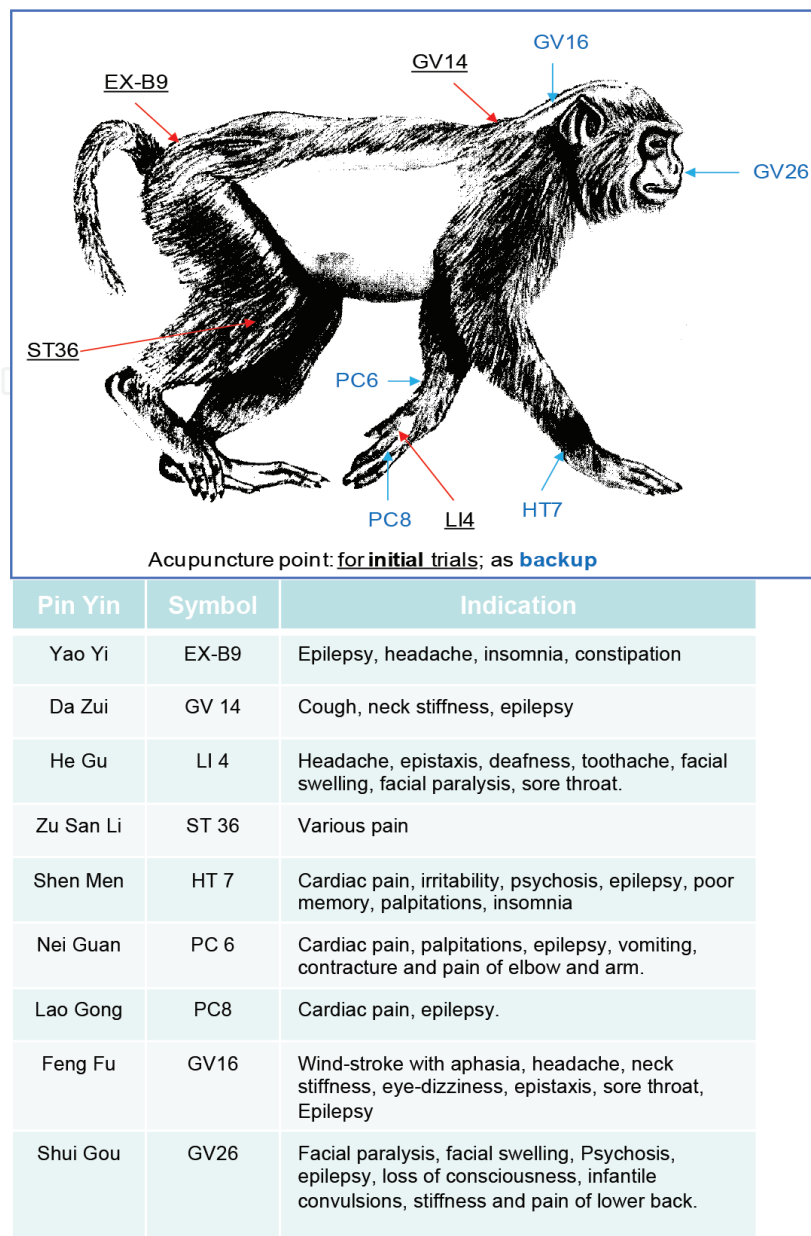 GV16
GV14
EX-B9
GV26
ST36
PC6
HT7
PC8
LI4
Acupuncture point: for initial trials; as backup
Pin Yin Symbol Indication
Yao Yi EX-B9 Epilepsy, headache, insomnia, constipation
Da Zui GV 14 Cough, neck stiffness, epilepsy
He Gu LI 4 Headache, epistaxis, deafness, toothache, facial
swelling, facial paralysis, sore throat.
Zu San Li ST 36 Various pain
Shen Men HT 7 Cardiac pain, irritability, psychosis, epilepsy, poor
memory, palpitations, insomnia
Nei Guan PC 6 Cardiac pain, palpitations, epilepsy, vomiting,
contracture and pain of elbow and arm.
Lao Gong PC8 Cardiac pain, epilepsy.
Feng Fu GV16 Wind-stroke with aphasia, headache, neck
stiffness, eye-dizziness, epistaxis, sore throat,
Epilepsy
Shui Gou GV26 Facial paralysis, facial swelling, Psychosis,
epilepsy, loss of consciousness, infantile
convulsions, stiffness and pain of lower back.